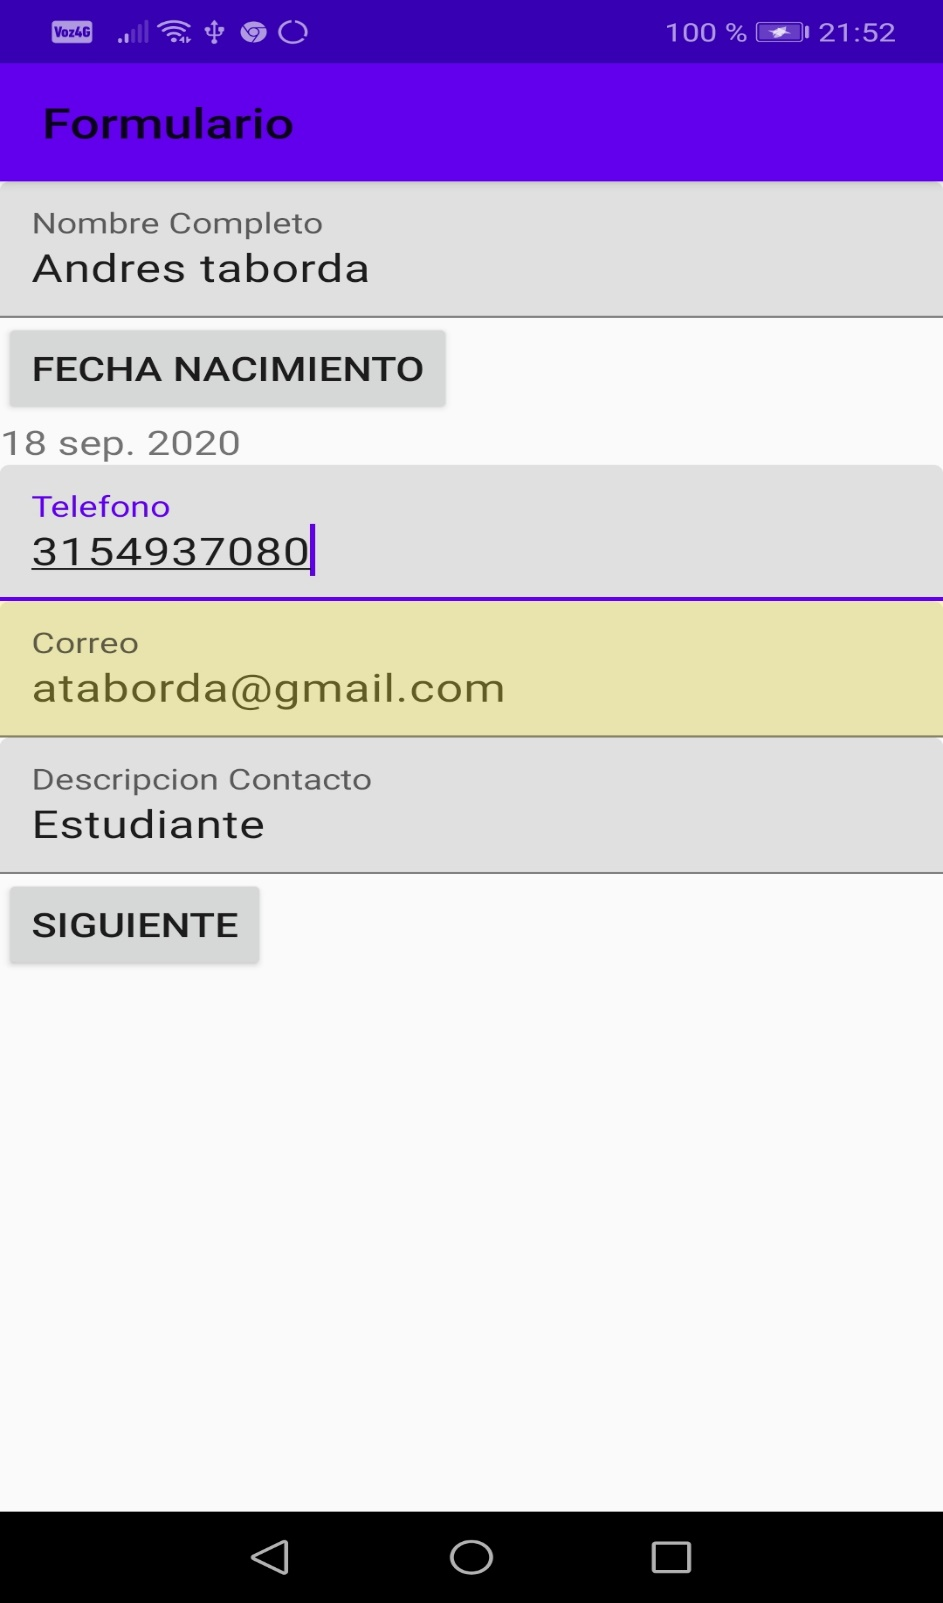 Voz4G 100 % 21:52
Formulario
Nombre Completo
Andres taborda
FECHA NACIMIENTO
18 sep. 2020
Telefono
3154937080
Correo
ataborda@gmail.com
Descripcion Contacto
Estudiante
SIGUIENTE